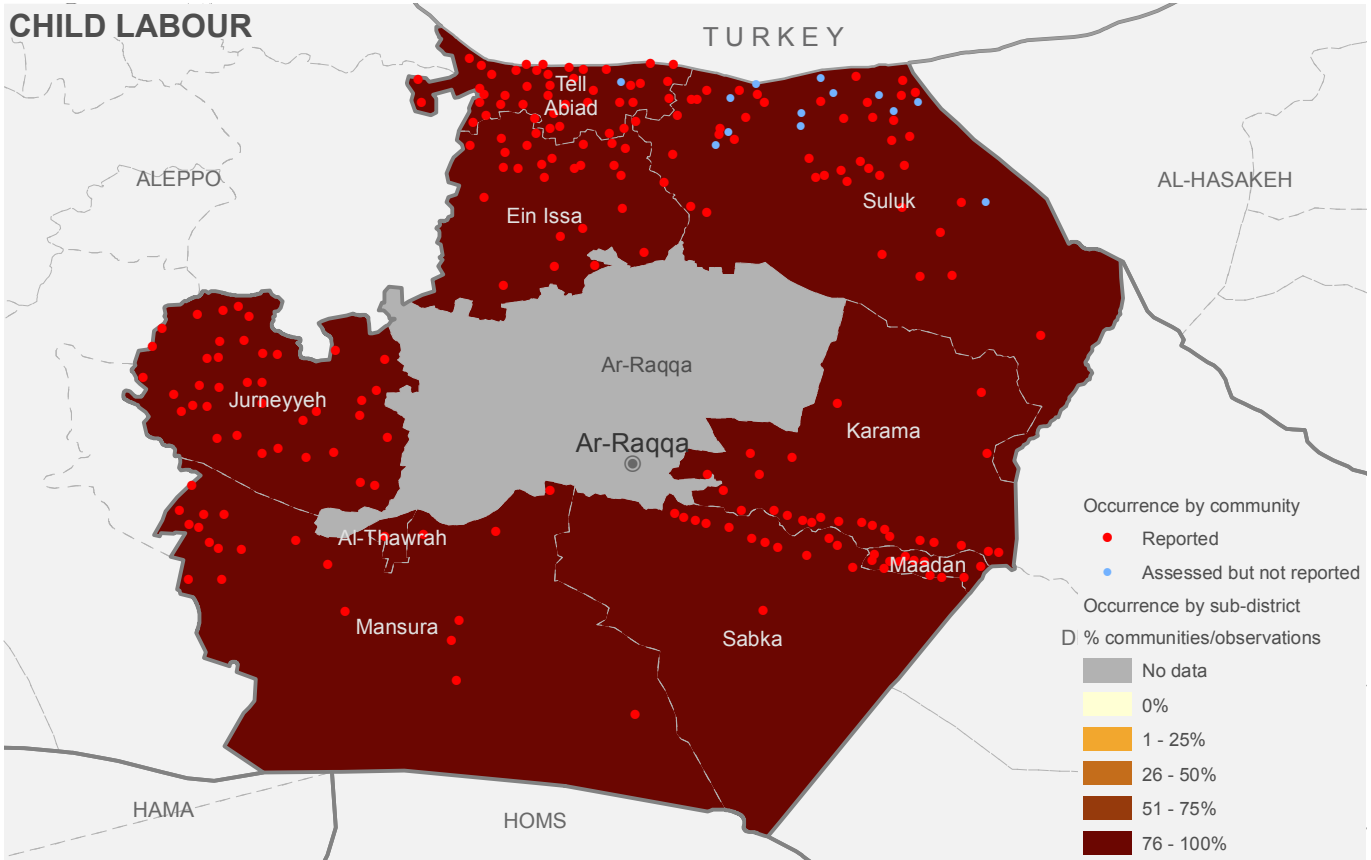 CHILD LABOUR
TURKEY
Tell
Abiad
ALEPPO
AL-HASAKEH
Ein Issa
Suluk
Ar-Raqqa
Jurneyyeh
Karama
Ar-Raqqa
Occurrence by community
Reported
Al-Thawrah
Maadan
Assessed but not reported
Occurrence by sub-district
Mansura
Sabka
D % communities/observations
No data
0%
1 - 25%
26 - 50%
51 - 75%
HAMA
HOMS
76 - 100%